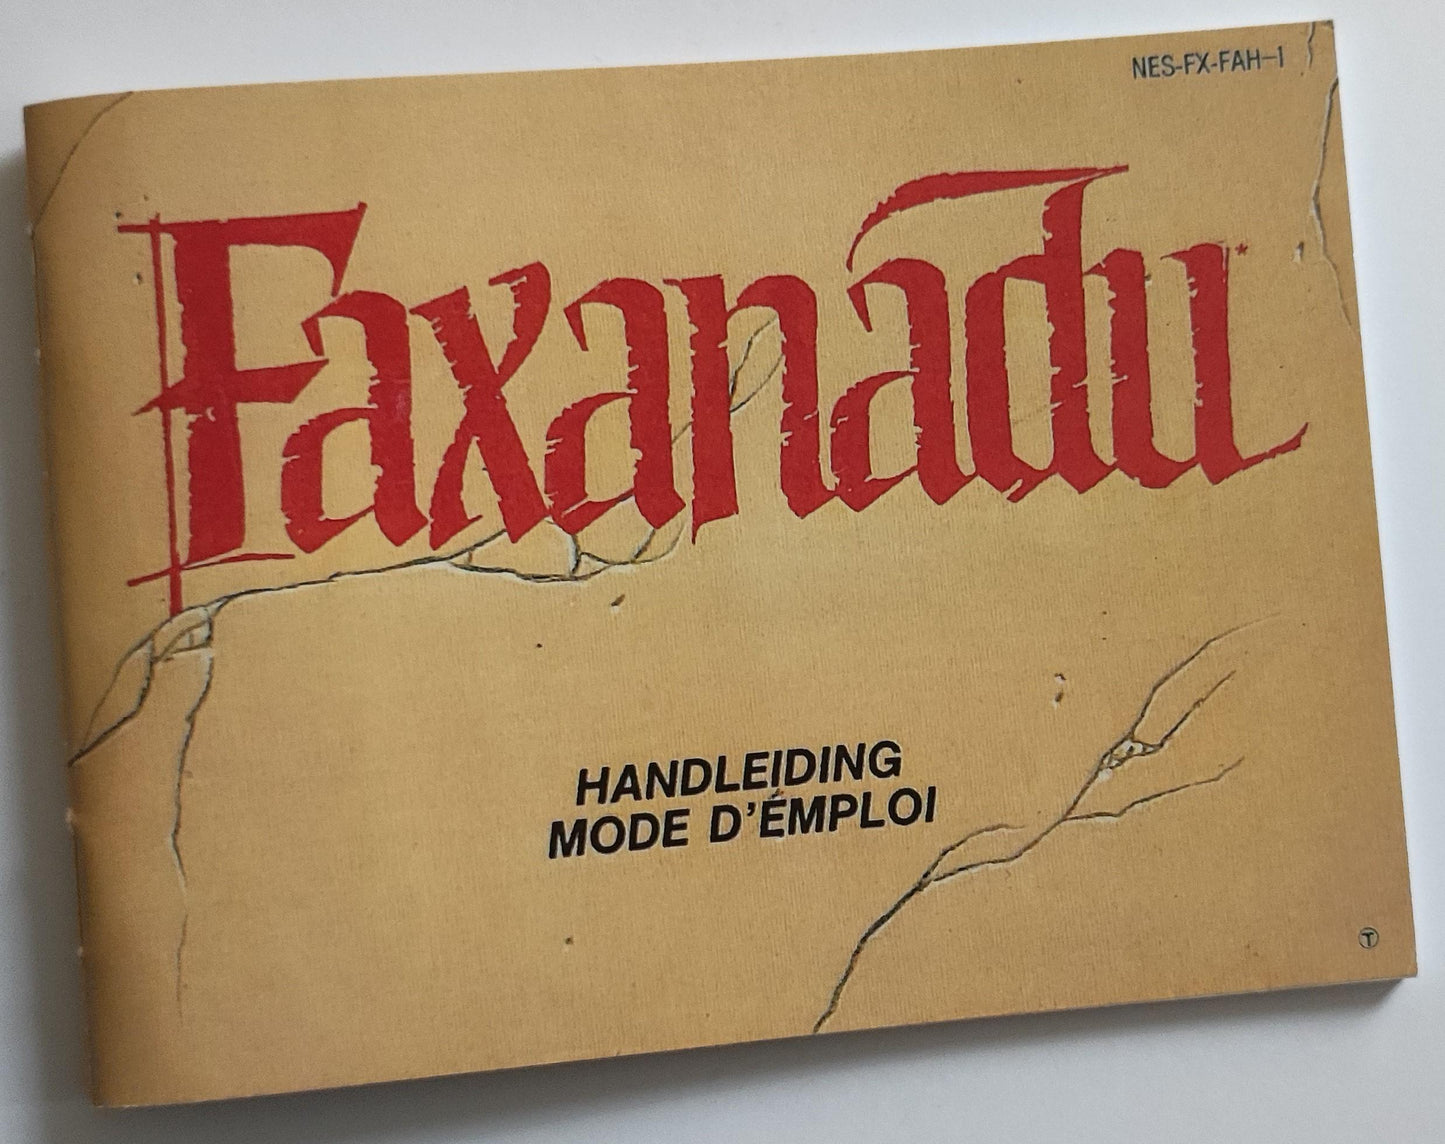 NES-FX-FAH-1
Faxanadu*
HANDLEIDING
MODE D'ÉMPLOI
T